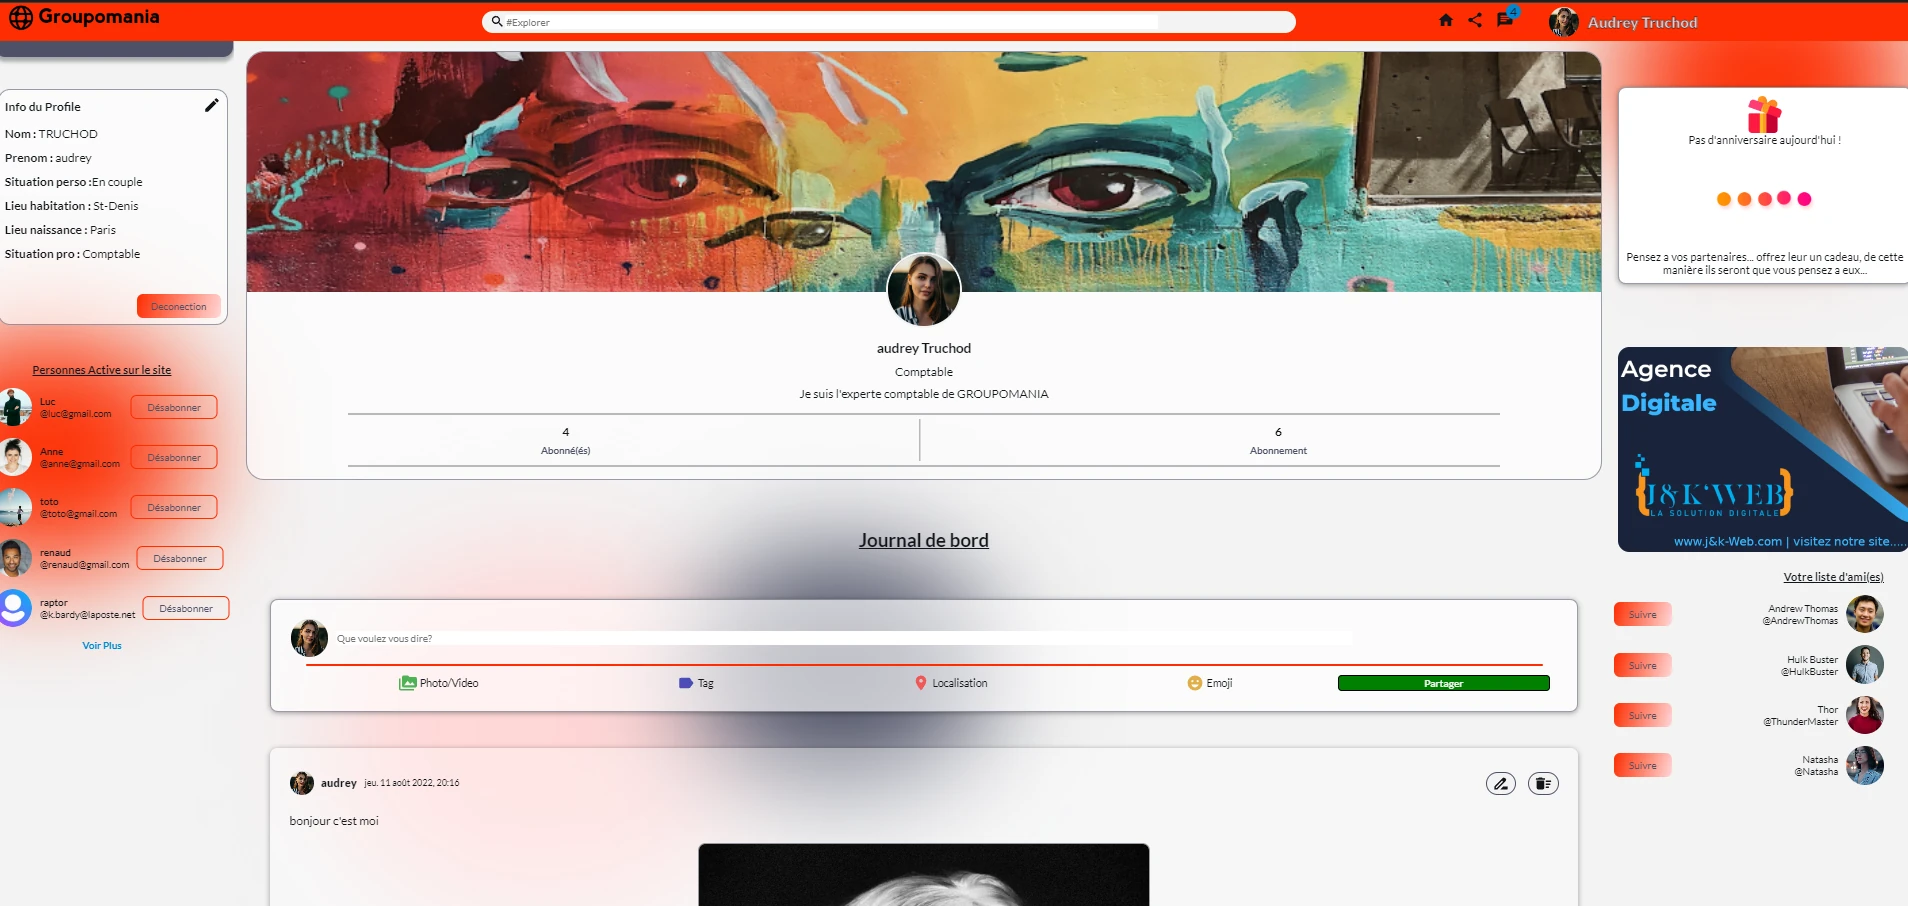 Groupomania
#Explorer
4
Audrey Truchod
Info du Profile
Nom : TRUCHOD
Prenom : audrey
Situation perso :En couple
Lieu habitation : St-Denis
Lieu naissance : Paris
Situation pro : Comptable
Deconection
Personnes Active sur le site
Luc
@luc@gmail.com
Désabonner
Anne
@anne@gmail.com
Désabonner
toto
@toto@gmail.com
Désabonner
renaud
@renaud@gmail.com
Désabonner
raptor
@k.bardy@laposte.net
Désabonner
Voir Plus
audrey Truchod
Comptable
Je suis l'experte comptable de GROUPOMANIA
4
Abonné(és)
6
Abonnement
Journal de bord
Que voulez vous dire?
Photo/Video
Tag
Localisation
Emoji
Partager
audrey jeu. 11 août 2022, 20:16
bonjour c'est moi
Pas d'anniversaire aujourd'hui !
Pensez a vos partenaires... offrez leur un cadeau, de cette
manière ils seront que vous pensez a eux...
Agence
Digitale
{J&K'WEB}
LA SOLUTION DIGITALE
www.j&k-Web.com | visitez notre site.....
Votre liste d'ami(es)
Suivre
Andrew Thomas
@AndrewThomas
Suivre
Hulk Buster
@HulkBuster
Suivre
Thor
@ThunderMaster
Suivre
Natasha
@Natasha